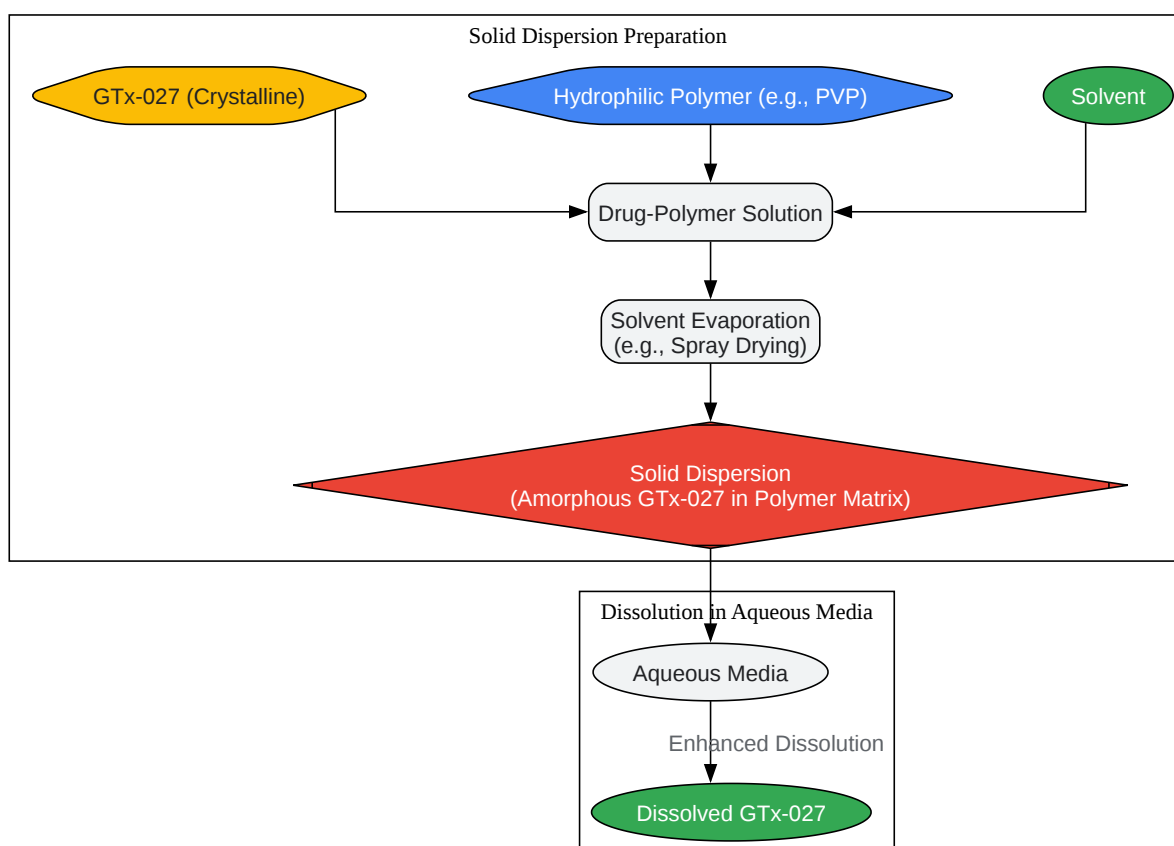 Solid Dispersion Preparation
GTx-027 (Crystalline)
Hydrophilic Polymer (e.g., PVP)
Solvent
Drug-Polymer Solution
Solvent Evaporation
(e.g., Spray Drying)
Solid Dispersion
(Amorphous GTx-027 in Polymer Matrix)
Dissolution in Aqueous Media
Aqueous Media
Enhanced Dissolution
Dissolved GTx-027